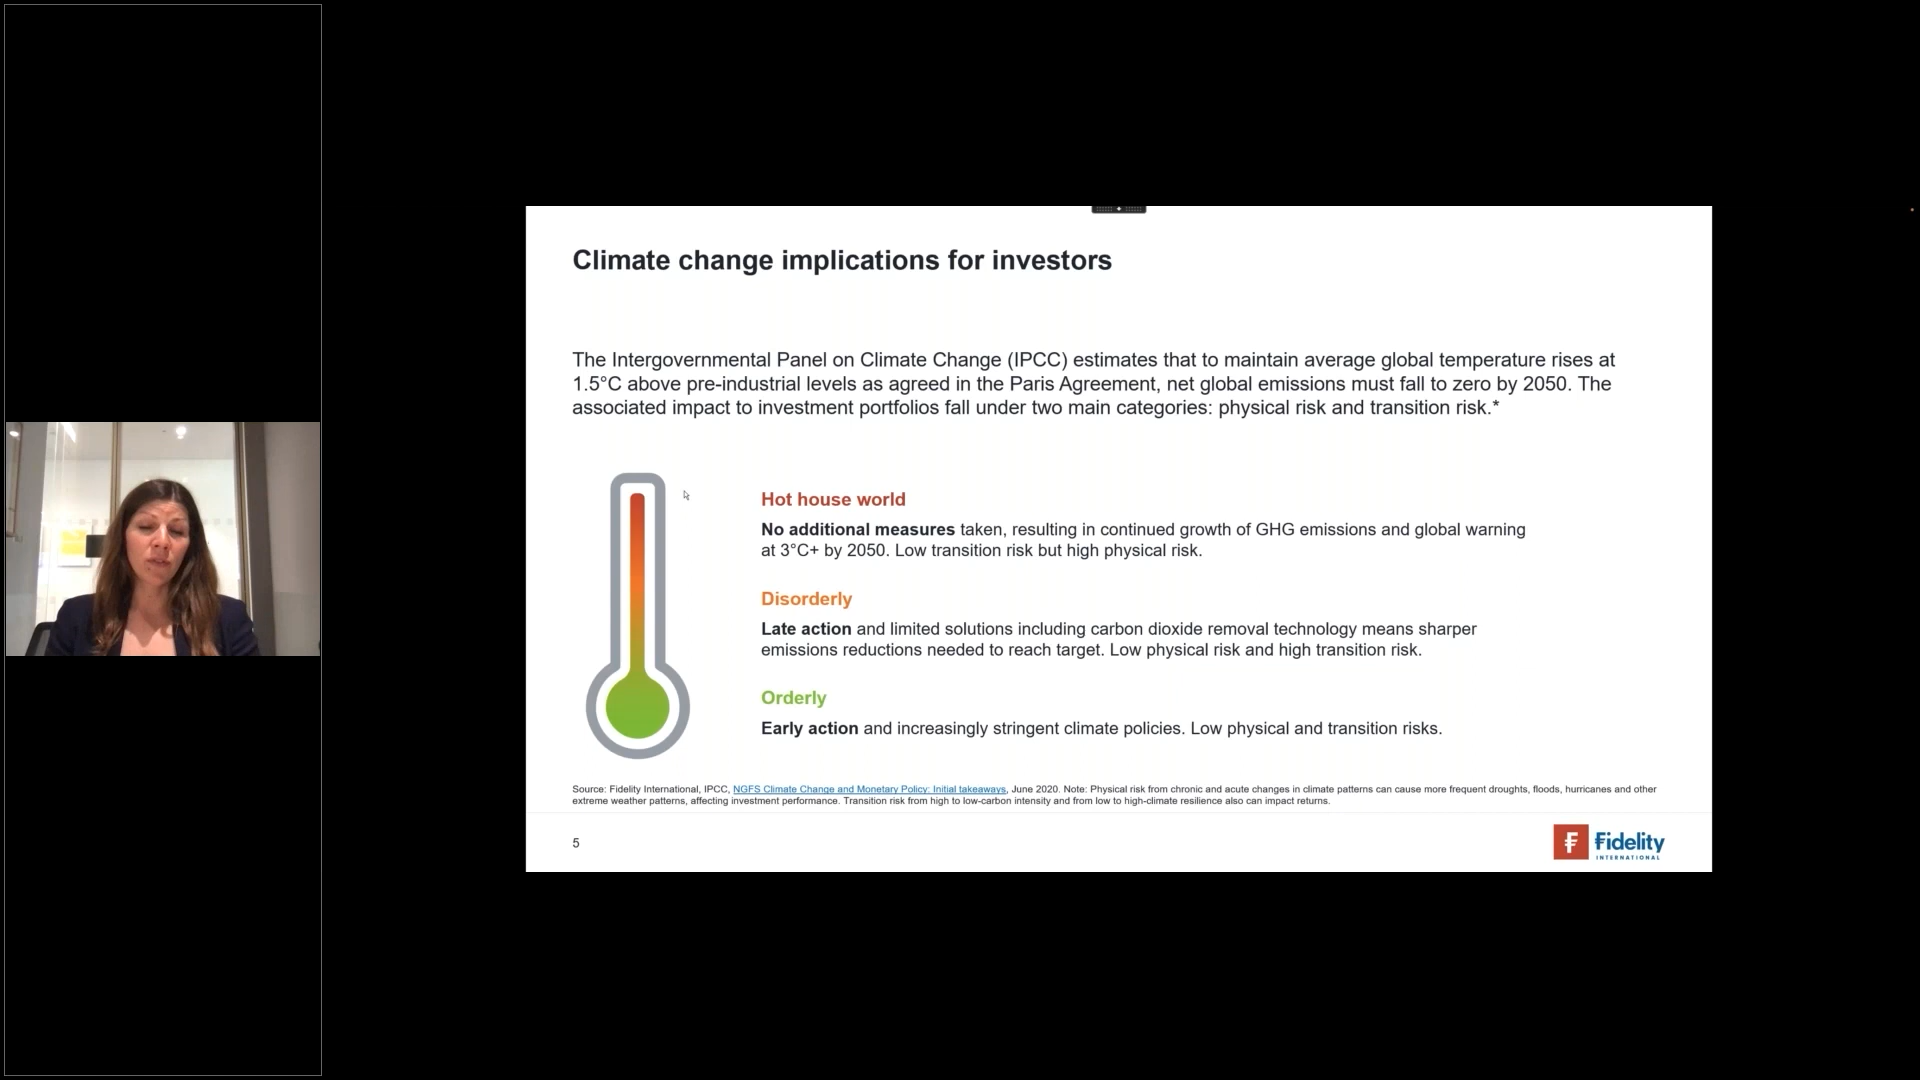 Climate change implications for investors
The Intergovernmental Panel on Climate Change (IPCC) estimates that to maintain average global temperature rises at
1.5°C above pre-industrial levels as agreed in the Paris Agreement, net global emissions must fall to zero by 2050. The
associated impact to investment portfolios fall under two main categories: physical risk and transition risk.*
Hot house world
No additional measures taken, resulting in continued growth of GHG emissions and global warning
at 3°C+ by 2050. Low transition risk but high physical risk.
Disorderly
Late action and limited solutions including carbon dioxide removal technology means sharper
emissions reductions needed to reach target. Low physical risk and high transition risk.
Orderly
Early action and increasingly stringent climate policies. Low physical and transition risks.
Source: Fidelity International, IPCC, NGFS Climate Change and Monetary Policy: Initial takeaways, June 2020. Note: Physical risk from chronic and acute changes in climate patterns can cause more frequent droughts, floods, hurricanes and other
extreme weather patterns, affecting investment performance. Transition risk from high to low-carbon intensity and from low to high-climate resilience also can impact returns.
5
F Fidelity
INTERNATIONAL